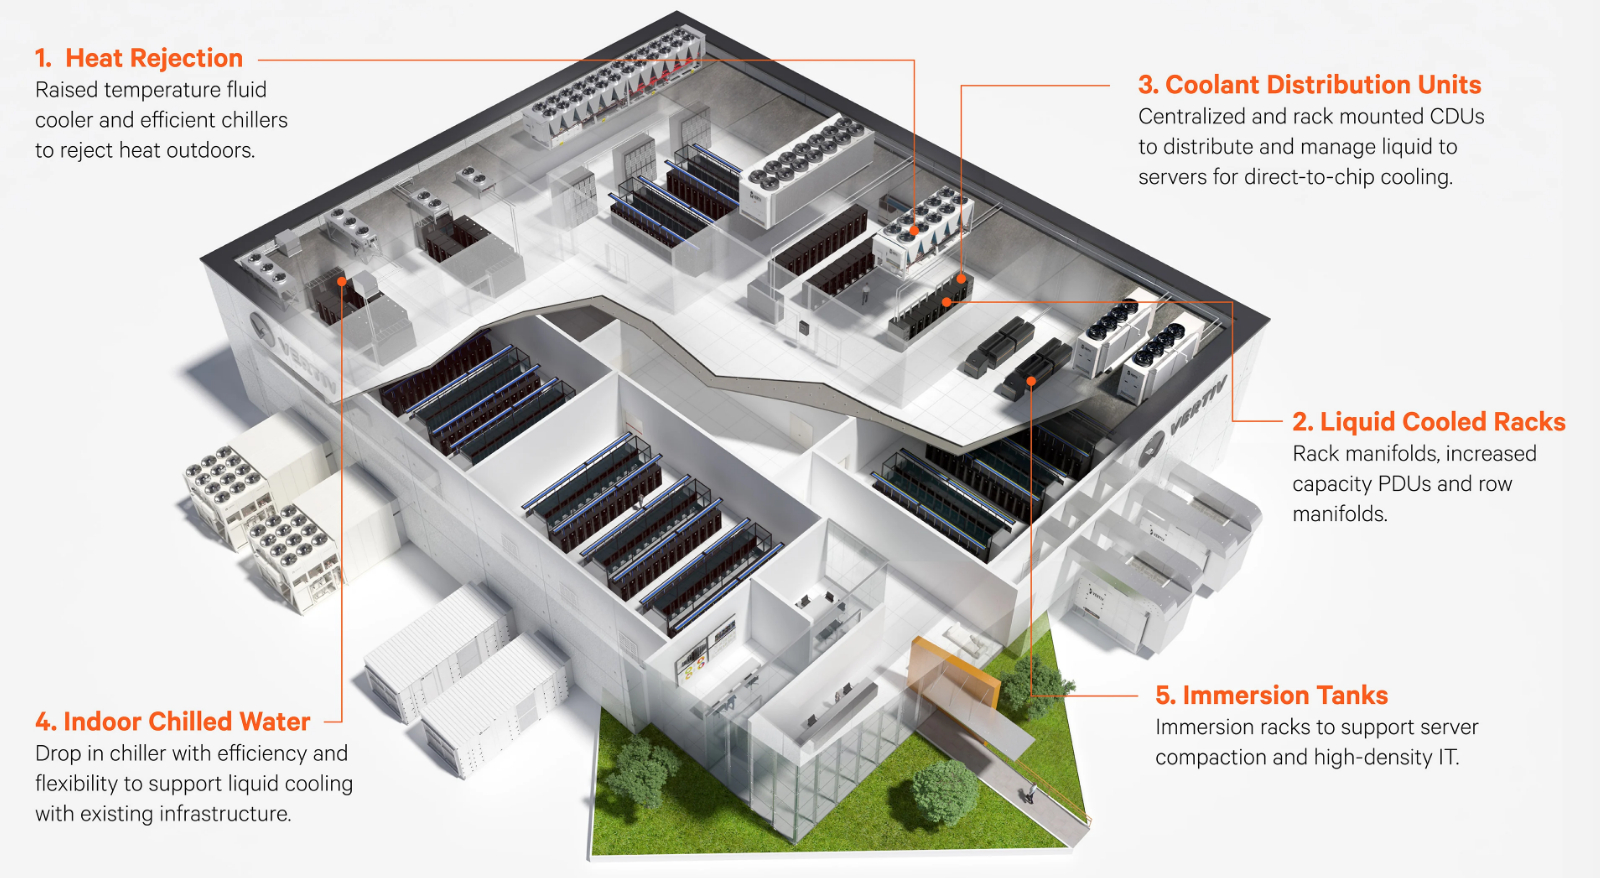 1. Heat Rejection
Raised temperature fluid
cooler and efficient chillers
to reject heat outdoors.
3. Coolant Distribution Units
Centralized and rack mounted CDUs
to distribute and manage liquid to
servers for direct-to-chip cooling.
VERTIV
VERTIV
2. Liquid Cooled Racks
Rack manifolds, increased
capacity PDUs and row
manifolds.
4. Indoor Chilled Water
Drop in chiller with efficiency and
flexibility to support liquid cooling
with existing infrastructure.
5. Immersion Tanks
Immersion racks to support server
compaction and high-density IT.